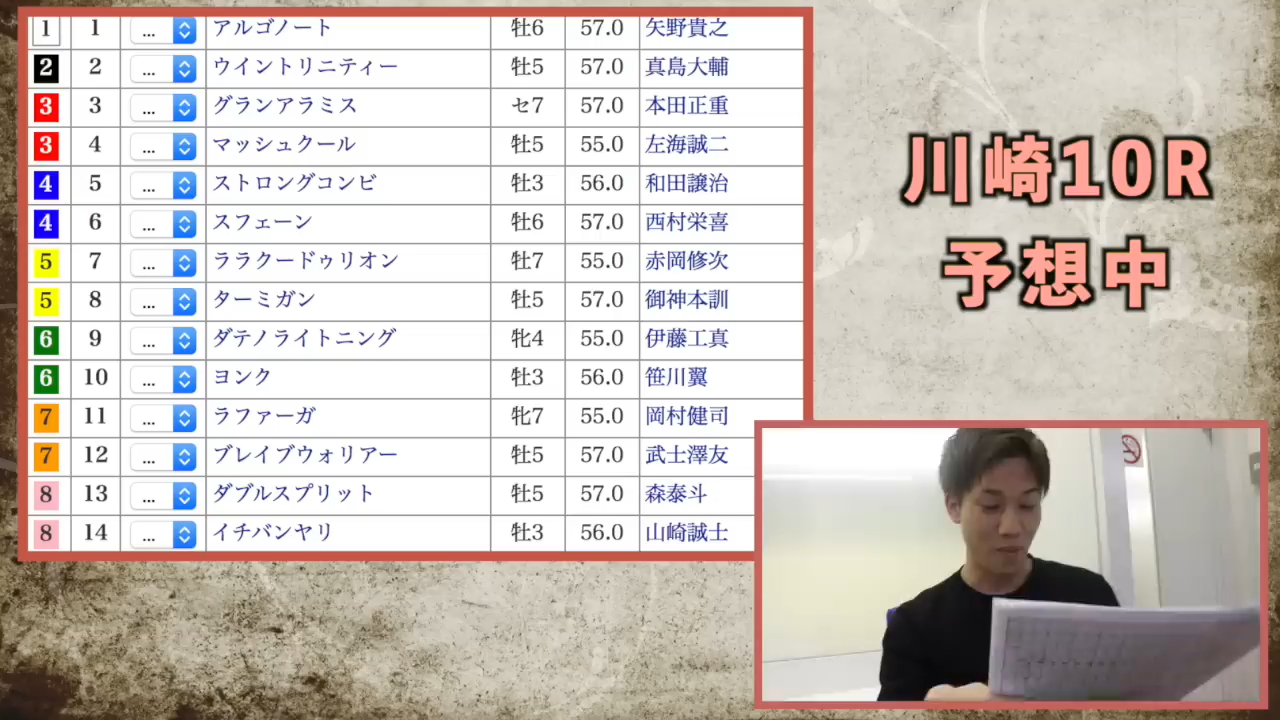 1 1 ... アルゴノート 牡6 57.0 矢野貴之
2 2 ... ウイントリニティー 牡5 57.0 真島大輔
3 3 ... グランアラミス セ7 57.0 本田正重
3 4 ... マッシュクール 牡5 55.0 左海誠二
4 5 ... ストロングコンビ 牡3 56.0 和田譲治
4 6 ... スフェーン 牡6 57.0 西村栄喜
5 7 ... ララクードゥリオン 牡7 55.0 赤岡修次
5 8 ... ターミガン 牡5 57.0 御神本訓
6 9 ... ダテノライトニング 牝4 55.0 伊藤工真
6 10 ... ヨンク 牡3 56.0 笹川翼
7 11 ... ラファーガ 牝7 55.0 岡村健司
7 12 ... ブレイブウォリアー 牡5 57.0 武士澤友
8 13 ... ダブルスプリット 牡5 57.0 森泰斗
8 14 ... イチバンヤリ 牡3 56.0 山崎誠士
川崎10R
予想中